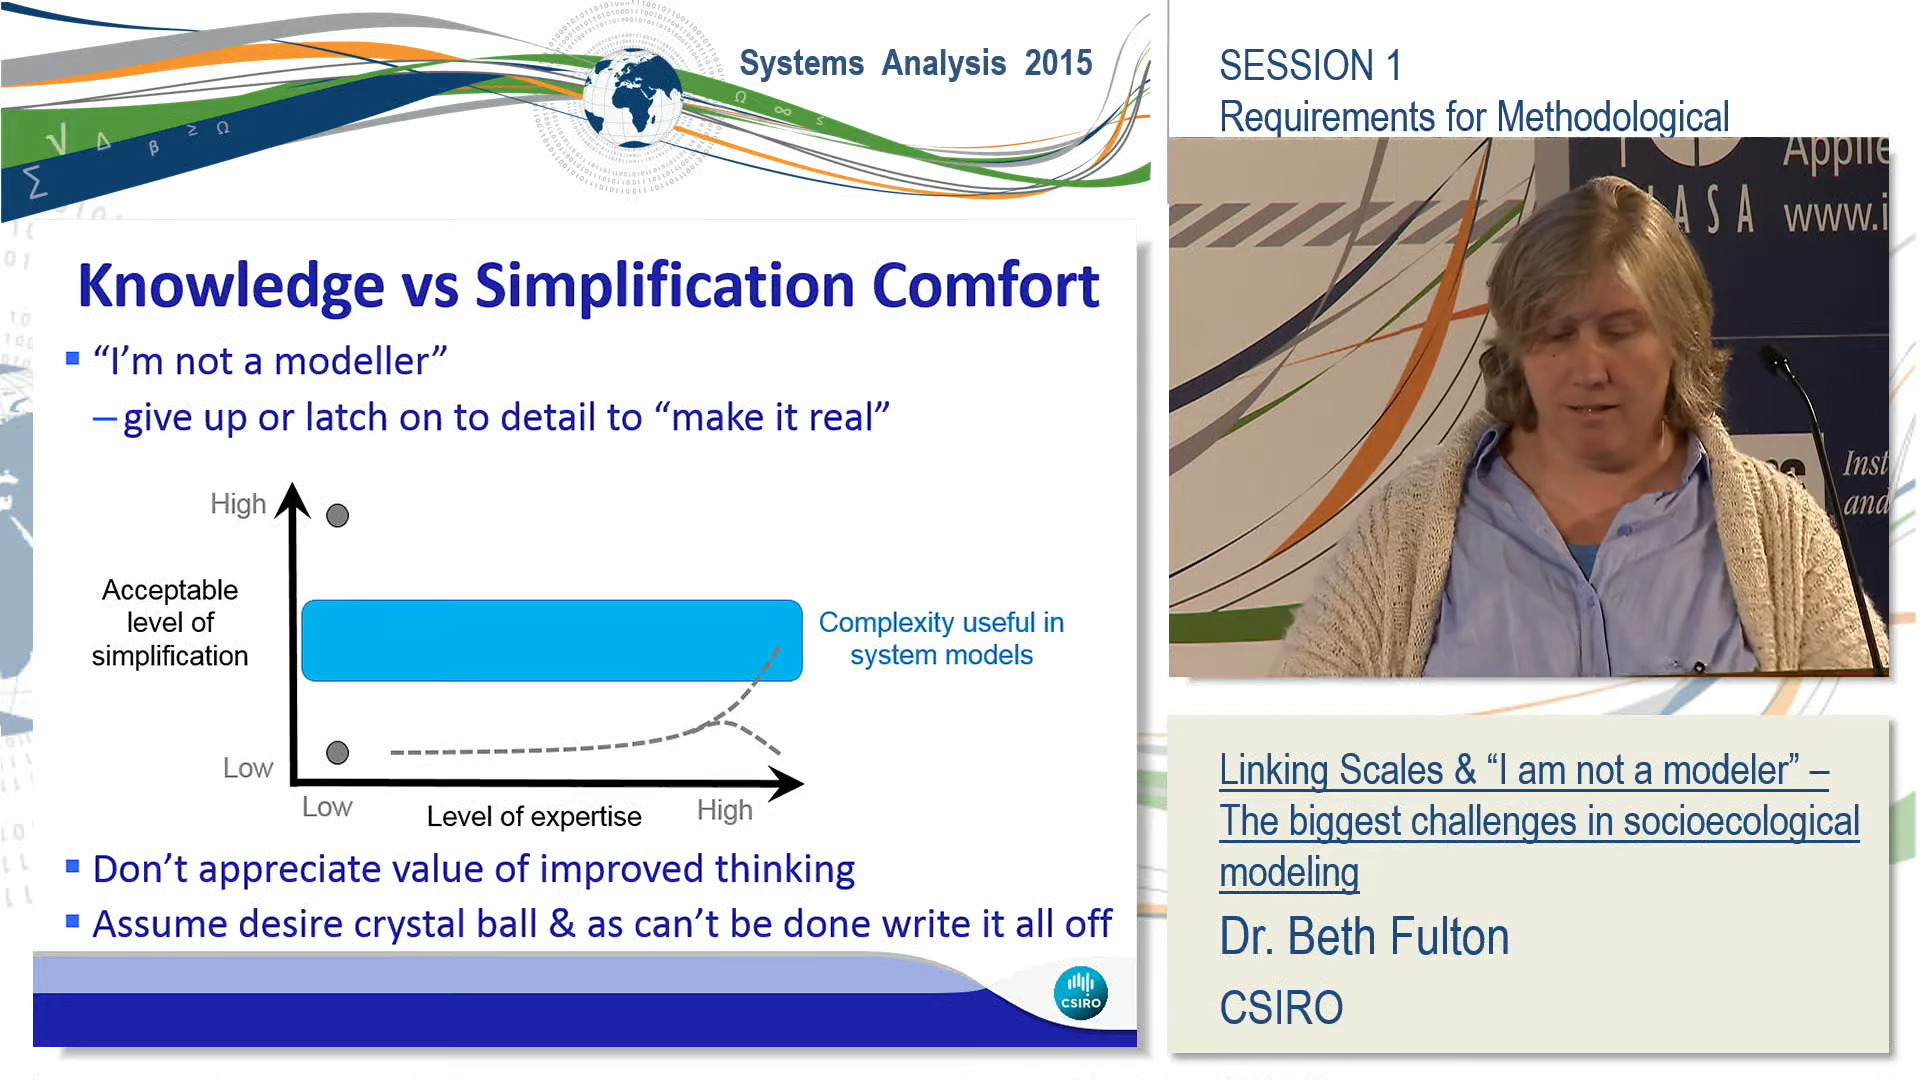 Systems Analysis 2015
SESSION 1
Requirements for Methodological
Knowledge vs Simplification Comfort
“I’m not a modeller”
– give up or latch on to detail to “make it real”
High
Acceptable
level of
simplification
Complexity useful in
system models
Low
Low
Level of expertise
High
Don’t appreciate value of improved thinking
Assume desire crystal ball & as can’t be done write it all off
CSIRO
ASA
www.i
Inst
and
Linking Scales & “I am not a modeler” –
The biggest challenges in socioecological
modeling
Dr. Beth Fulton
CSIRO